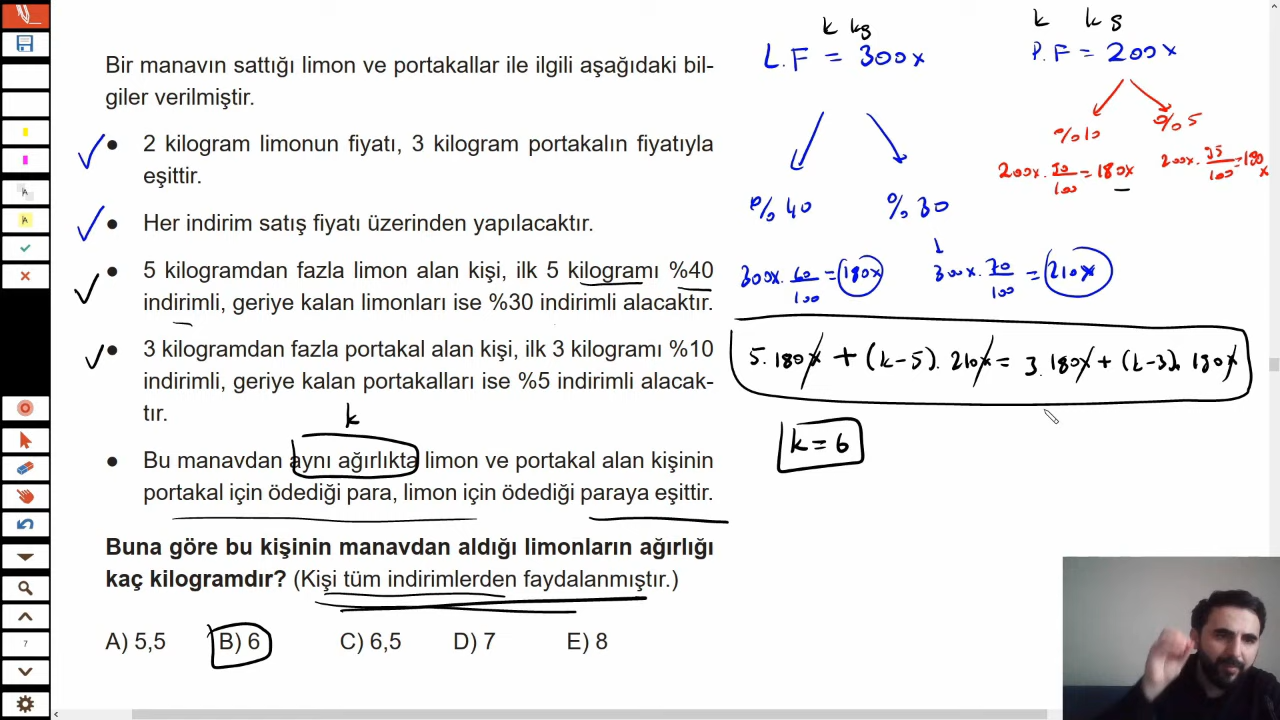 Bir manavın sattığı limon ve portakallar ile ilgili aşağıdaki bil-
giler verilmiştir.
● 2 kilogram limonun fiyatı, 3 kilogram portakalın fiyatıyla
eşittir.
● Her indirim satış fiyatı üzerinden yapılacaktır.
● 5 kilogramdan fazla limon alan kişi, ilk 5 kilogramı %40
indirimli, geriye kalan limonları ise %30 indirimli alacaktır.
● 3 kilogramdan fazla portakal alan kişi, ilk 3 kilogramı %10
indirimli, geriye kalan portakalları ise %5 indirimli alacak-
tır.
k
● Bu manavdan aynı ağırlıkta limon ve portakal alan kişinin
portakal için ödediği para, limon için ödediği paraya eşittir.
Buna göre bu kişinin manavdan aldığı limonların ağırlığı
kaç kilogramdır? (Kişi tüm indirimlerden faydalanmıştır.)
A) 5,5 B) 6 C) 6,5 D) 7 E) 8
k kg
L.F = 300x
%40 %30
300x. 60/100 = 180x
300x. 70/100 = 210x
k kg
P.F = 200x
%10 %5
200x. 90/100 = 180x
200x. 95/100 = 190x
5.180x + (k-5). 210x = 3.180x + (k-3). 190x
k = 6
7